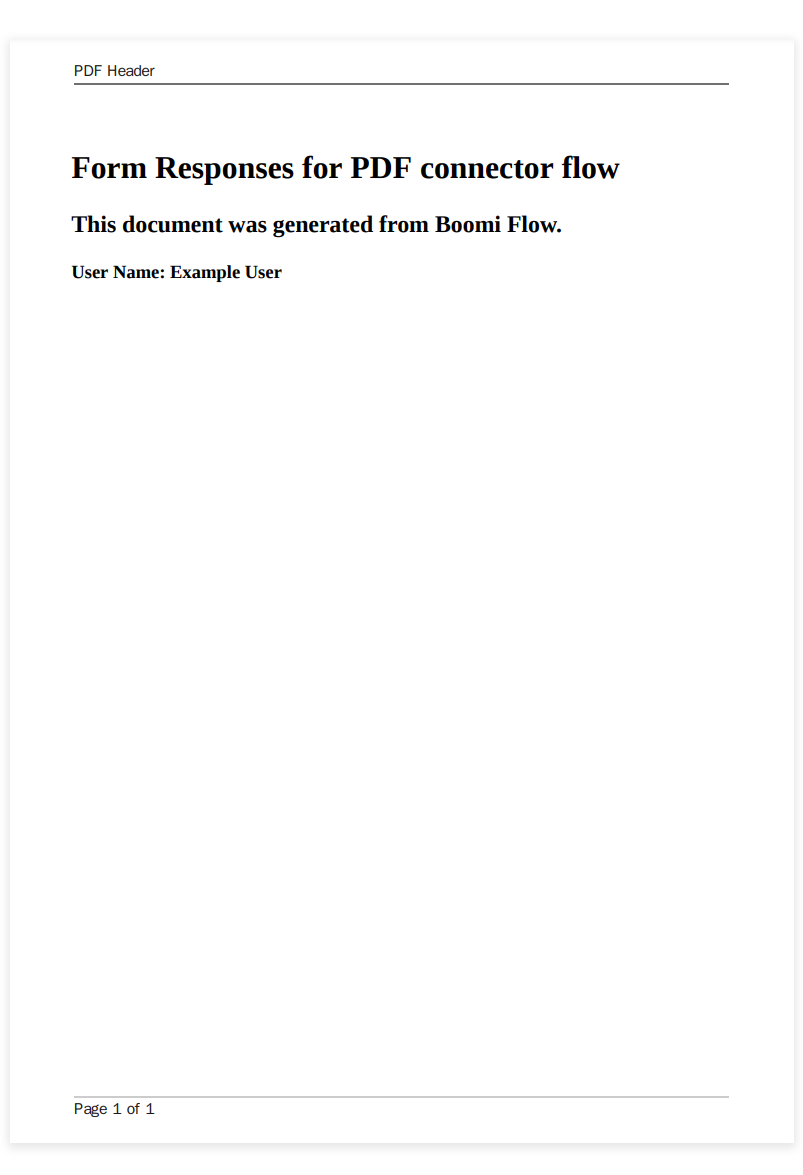 PDF Header
Form Responses for PDF connector flow
This document was generated from Boomi Flow.
User Name: Example User
Page 1 of 1